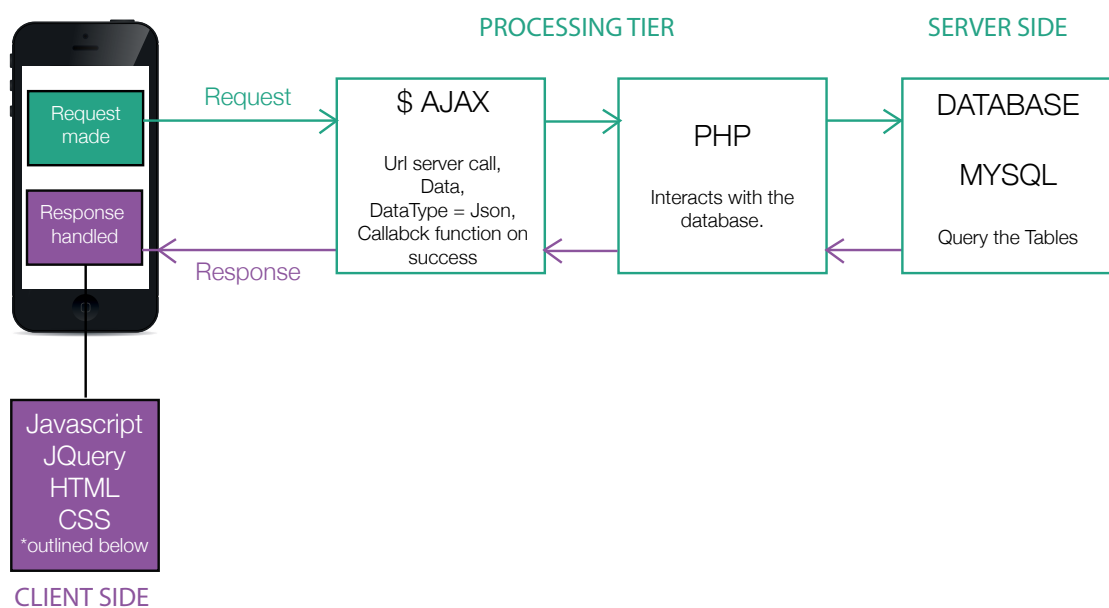 PROCESSING TIER
SERVER SIDE
Request
made
Request
$ AJAX
Url server call,
Data,
DataType = Json,
Callabck function on
success
PHP
Interacts with the
database.
DATABASE
MYSQL
Query the Tables
Response
handled
Response
Javascript
JQuery
HTML
CSS
*outlined below
CLIENT SIDE